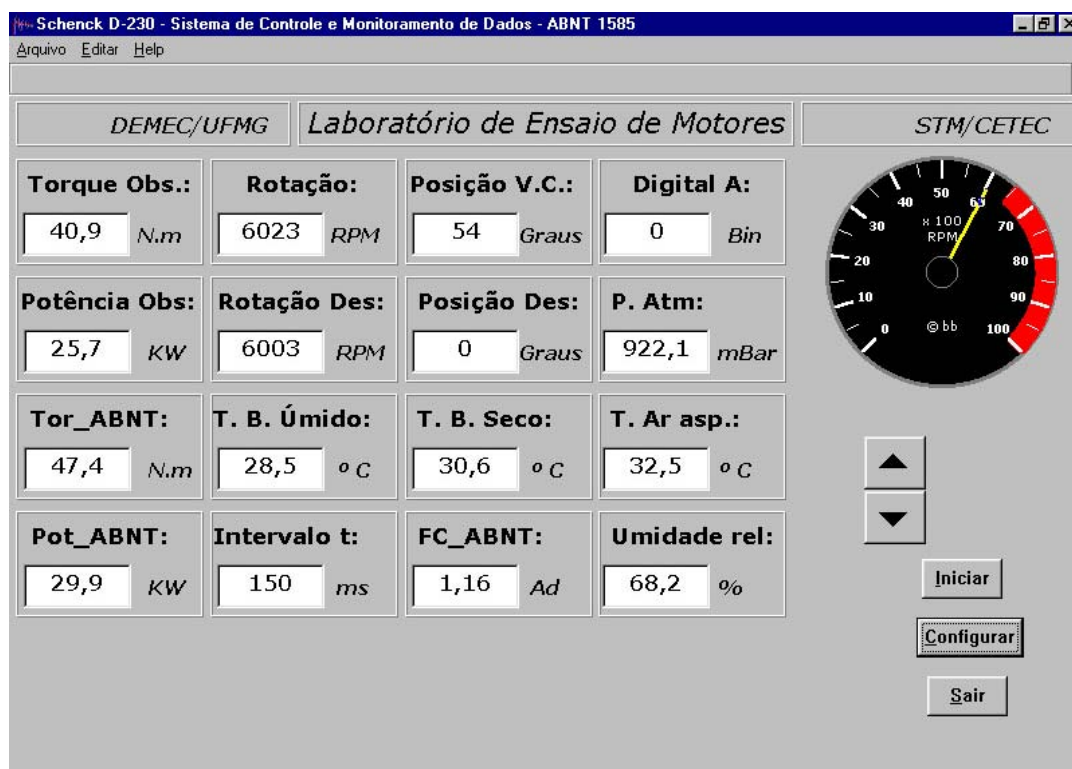 Schenck D-230 - Sistema de Controle e Monitoramento de Dados - ABNT 1585
Arquivo Editar Help
DEMEC/UFMG
Laboratório de Ensaio de Motores
STM/CETEC
Torque Obs.:
40,9 N.m
Rotação:
6023 RPM
Posição V.C.:
54 Graus
Digital A:
0 Bin
Potência Obs:
25,7 KW
Rotação Des:
6003 RPM
Posição Des:
0 Graus
P. Atm:
922,1 mBar
Tor_ABNT:
47,4 N.m
T. B. Úmido:
28,5 º C
T. B. Seco:
30,6 º C
T. Ar asp.:
32,5 º C
Pot_ABNT:
29,9 KW
Intervalo t:
150 ms
FC_ABNT:
1,16 Ad
Umidade rel:
68,2 %
0
10
20
30
40
50
60
70
80
90
100
x 100
RPM
© bb
Iniciar
Configurar
Sair